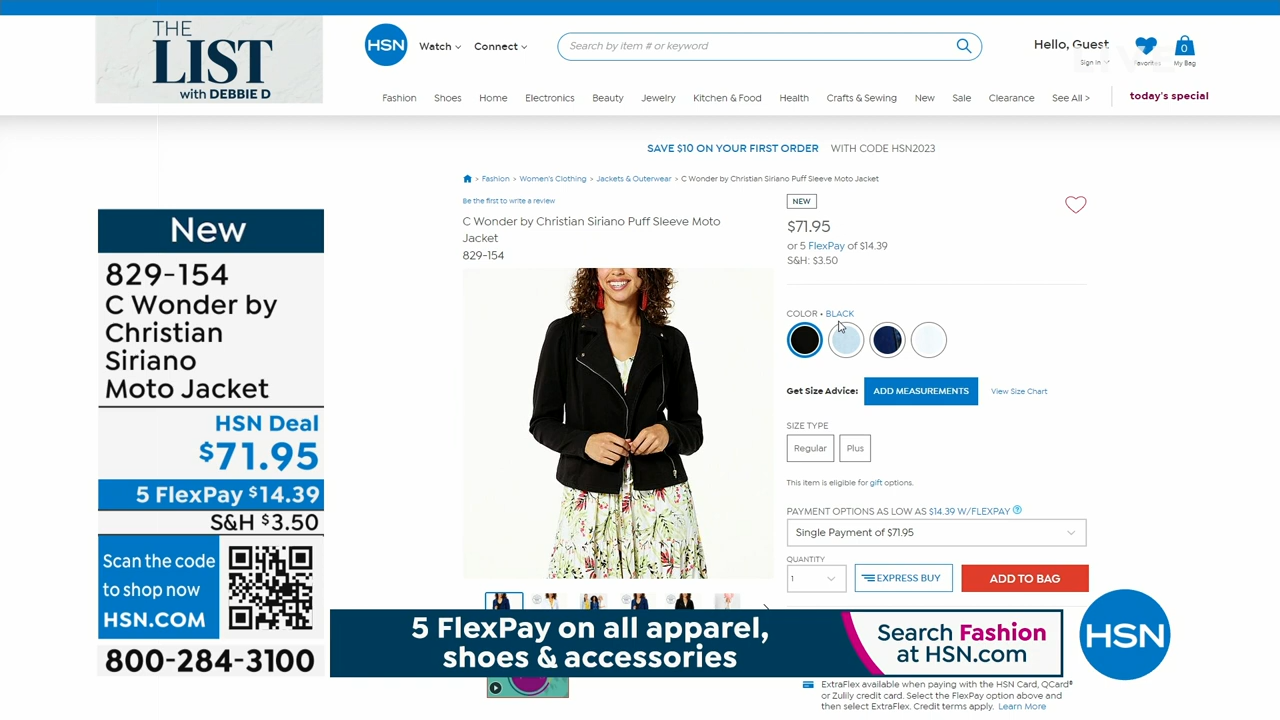 THE
LIST
with DEBBIE D
HSN
Watch
Connect
Search by item # or keyword
Hello, Guest
Sign In
Favorites
0
My Bag
Fashion
Shoes
Home
Electronics
Beauty
Jewelry
Kitchen & Food
Health
Crafts & Sewing
New
Sale
Clearance
See All >
today's special
SAVE $10 ON YOUR FIRST ORDER WITH CODE HSN2023
> Fashion > Women's Clothing > Jackets & Outerwear > C Wonder by Christian Siriano Puff Sleeve Moto Jacket
Be the first to write a review
C Wonder by Christian Siriano Puff Sleeve Moto
Jacket
829-154
NEW
$71.95
or 5 FlexPay of $14.39
S&H: $3.50
COLOR • BLACK
Get Size Advice:
ADD MEASUREMENTS
View Size Chart
SIZE TYPE
Regular
Plus
This item is eligible for gift options.
PAYMENT OPTIONS AS LOW AS $14.39 W/FLEXPAY
Single Payment of $71.95
QUANTITY
1
EXPRESS BUY
ADD TO BAG
New
829-154
C Wonder by
Christian
Siriano
Moto Jacket
HSN Deal
$71.95
5 FlexPay $14.39
S&H $3.50
Scan the code
to shop now
HSN.COM
800-284-3100
5 FlexPay on all apparel,
shoes & accessories
Search Fashion
at HSN.com
HSN
ExtraFlex available when paying with the HSN Card, QCard®
or Zulily credit card. Select the FlexPay option above and
then select ExtraFlex. Credit terms apply. Learn More